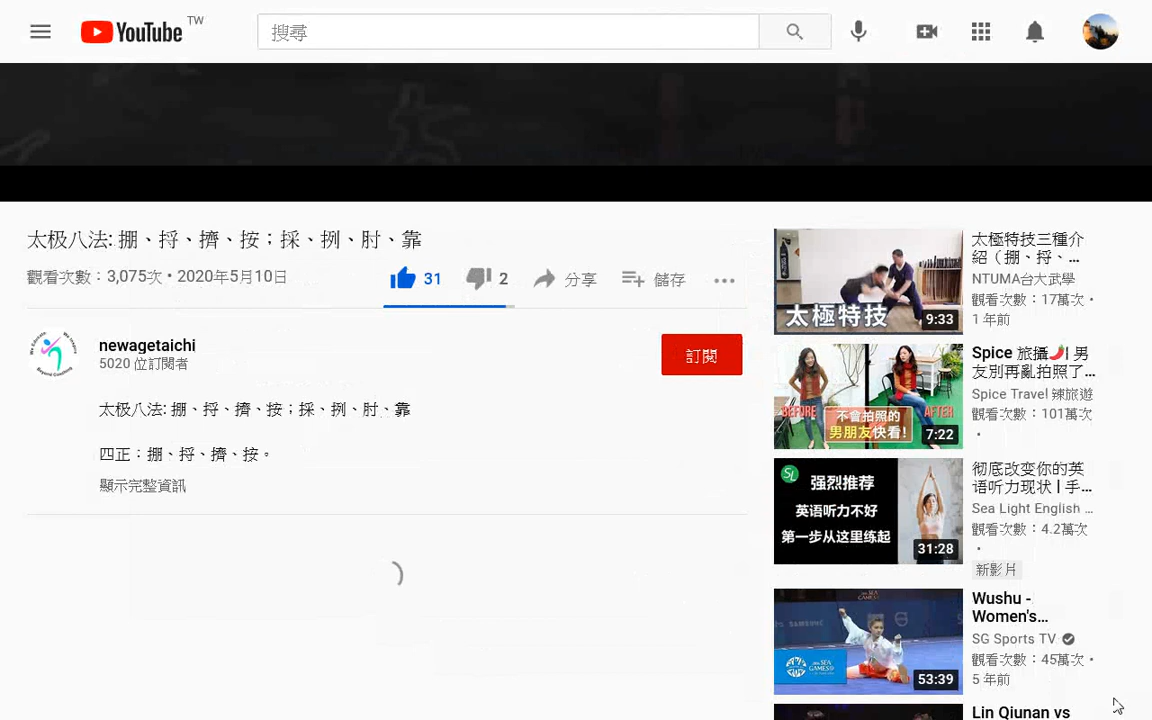 YouTube TW
搜尋
太极八法: 掤、捋、擠、按；採、挒、肘、靠
觀看次數：3,075次 • 2020年5月10日
31
2
分享
儲存
newagetaichi
5020 位訂閱者
訂閱
太极八法: 掤、捋、擠、按；採、挒、肘、靠
四正：掤、捋、擠、按。
顯示完整資訊
太極特技
9:33
太極特技三種介
紹（掤、捋、...
NTUMA台大武學
觀看次數：17萬次 •
1 年前
BEFORE
AFTER
不會拍照的
男朋友快看!
7:22
Spice 旅攝🌶️| 男
友別再亂拍照了...
Spice Travel 辣旅遊
觀看次數：101萬次
•
SL
强烈推荐
英语听力不好
第一步从这里练起
31:28
彻底改变你的英
语听力现状 | 手...
Sea Light English ...
觀看次數：4.2萬次
•
新影片
53:39
Wushu -
Women's...
SG Sports TV
觀看次數：45萬次 •
5 年前
Lin Qiunan vs